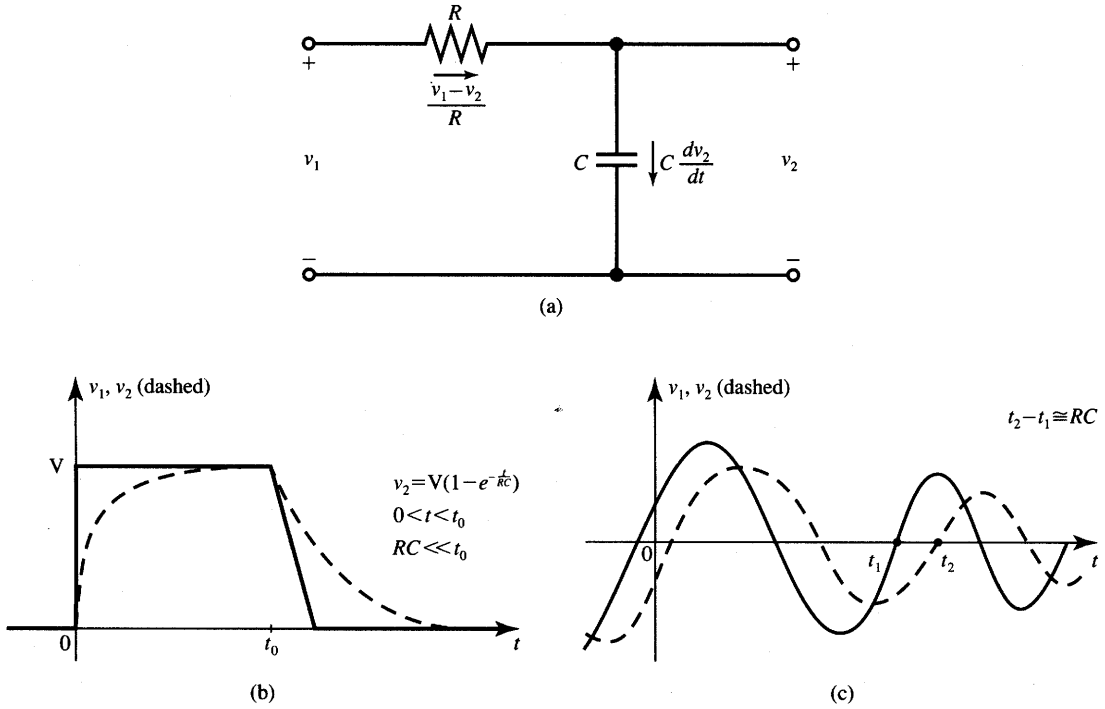 R
+ +
v₁−v₂
R
v₁ C C dv₂ v₂
dt
− −
(a)
v₁, v₂ (dashed)
V
v₂=V(1−e^−t/RC)
0<t<t₀
RC<<t₀
0 t₀ t
(b)
v₁, v₂ (dashed)
t₂−t₁≅RC
0 t₁ t₂ t
(c)